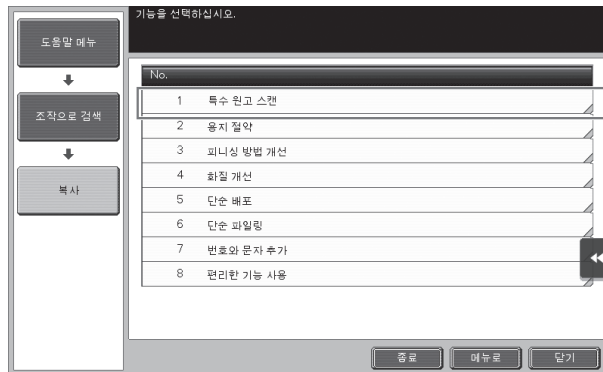 기능을 선택하십시오.
도움말 메뉴
조작으로 검색
복사
No.
1 특수 원고 스캔
2 용지 절약
3 피니싱 방법 개선
4 화질 개선
5 단순 배포
6 단순 파일링
7 번호와 문자 추가
8 편리한 기능 사용
종료 메뉴로 닫기